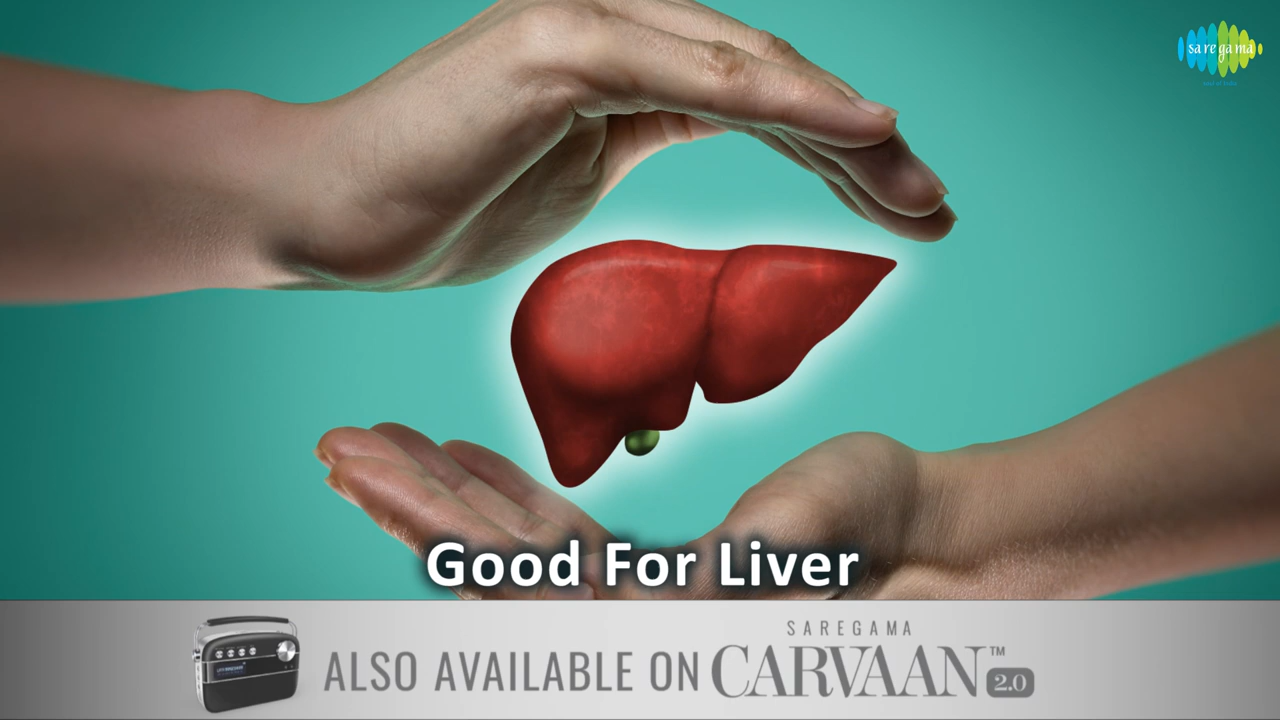 saregama
Good For Liver
ALSO AVAILABLE ON
SAREGAMA
CARVAAN™
2.0